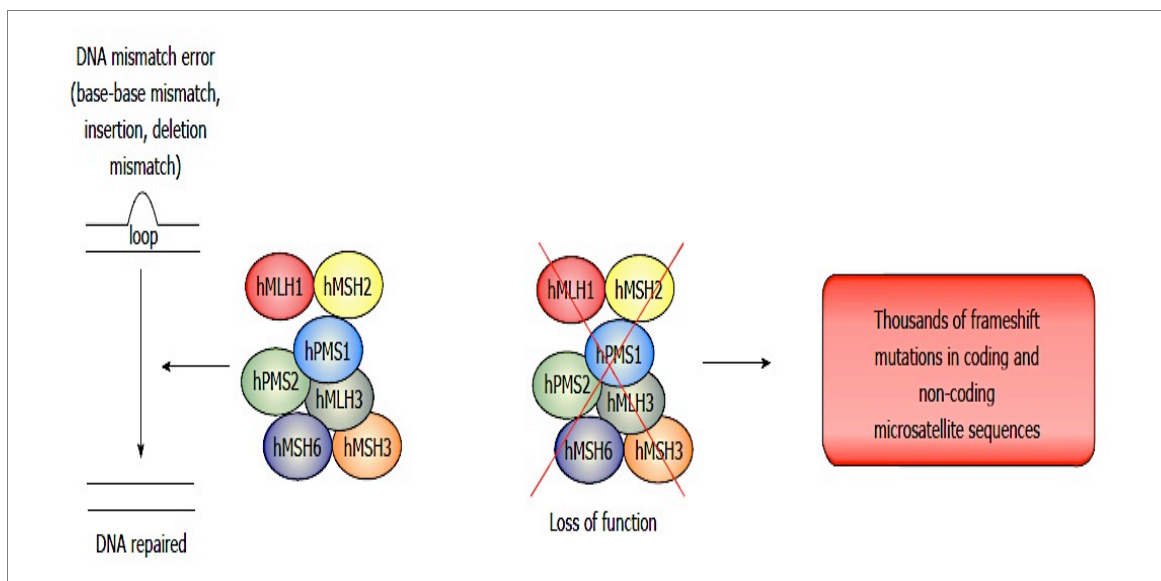 DNA mismatch error
(base-base mismatch,
insertion, deletion
mismatch)
loop
DNA repaired
hMLH1
hMSH2
hPMS1
hPMS2
hMLH3
hMSH6
hMSH3
hMLH1
hMSH2
hPMS1
hPMS2
hMLH3
hMSH6
hMSH3
Loss of function
Thousands of frameshift
mutations in coding and
non-coding
microsatellite sequences